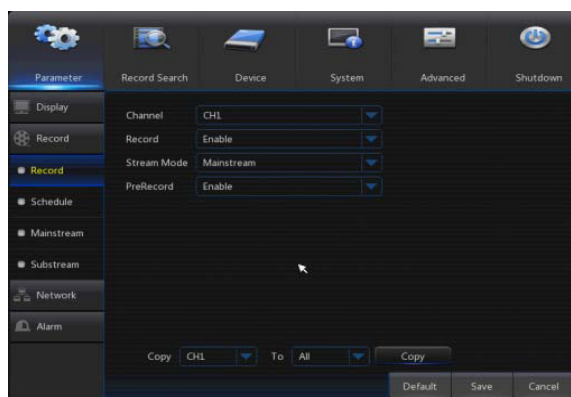 Parameter Record Search Device System Advanced Shutdown
Display
Record
Record
Schedule
Mainstream
Substream
Network
Alarm
Channel CH1
Record Enable
Stream Mode Mainstream
PreRecord Enable
Copy CH1 To All Copy
Default Save Cancel